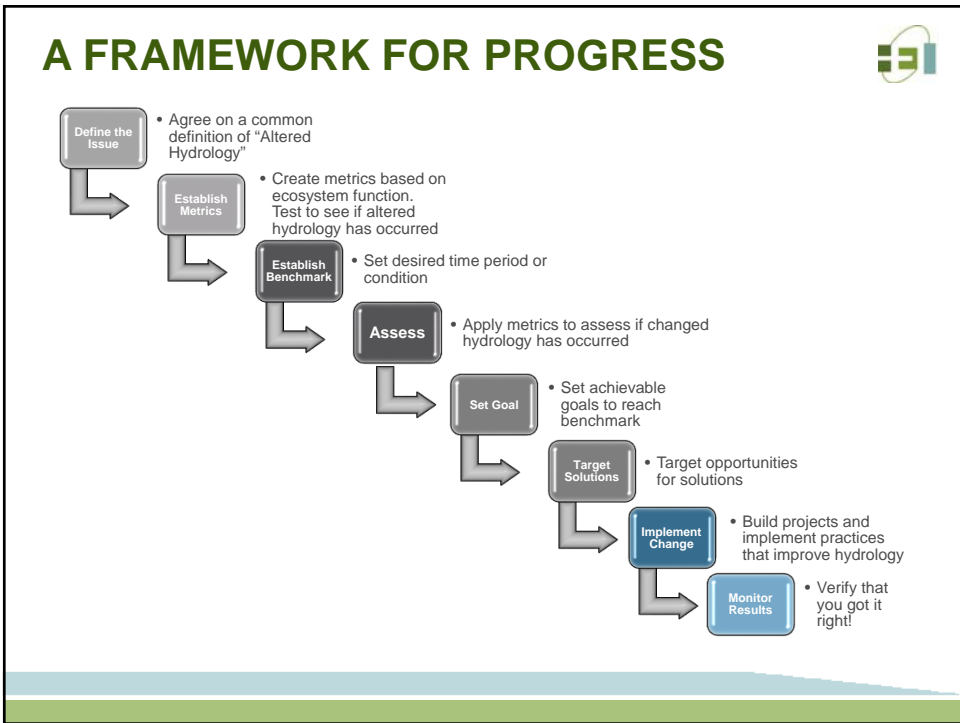 A FRAMEWORK FOR PROGRESS
Define the
Issue
• Agree on a common
definition of “Altered
Hydrology”
Establish
Metrics
• Create metrics based on
ecosystem function.
Test to see if altered
hydrology has occurred
Establish
Benchmark
• Set desired time period or
condition
Assess
• Apply metrics to assess if changed
hydrology has occurred
Set Goal
• Set achievable
goals to reach
benchmark
Target
Solutions
• Target opportunities
for solutions
Implement
Change
• Build projects and
implement practices
that improve hydrology
Monitor
Results
• Verify that
you got it
right!